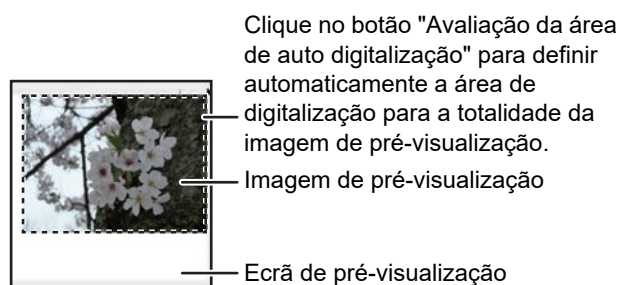 Clique no botão "Avaliação da área
de auto digitalização" para definir
automaticamente a área de
digitalização para a totalidade da
imagem de pré-visualização.
Imagem de pré-visualização
Ecrã de pré-visualização